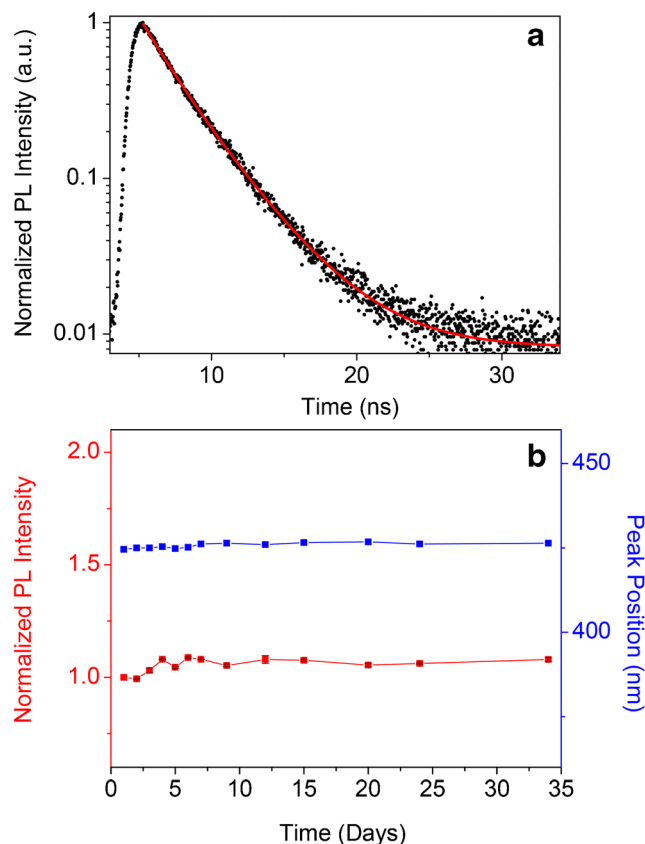 a
Normalized PL Intensity (a.u.)
1
0.1
0.01
10 20 30
Time (ns)
b
Normalized PL Intensity
2.0
1.5
1.0
450
400
Peak Position (nm)
0 5 10 15 20 25 30 35
Time (Days)